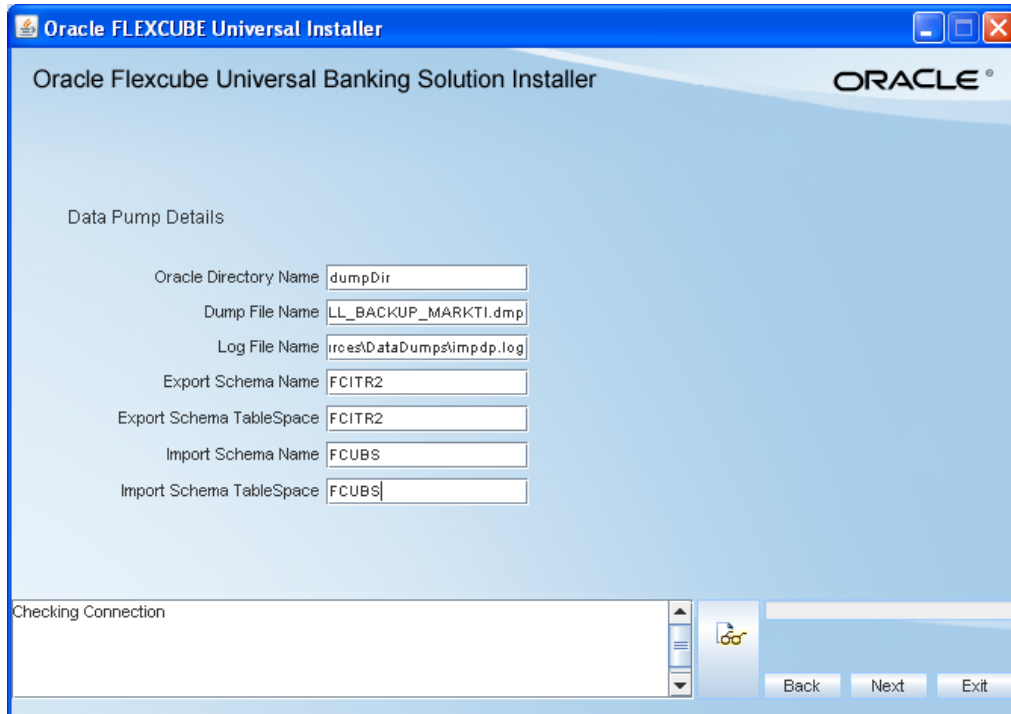 Oracle FLEXCUBE Universal Installer
Oracle Flexcube Universal Banking Solution Installer
ORACLE®
Data Pump Details
Oracle Directory Name dumpDir
Dump File Name LL_BACKUP_MARKTI.dmp
Log File Name irces\DataDumps\impdp.log
Export Schema Name FCITR2
Export Schema TableSpace FCITR2
Import Schema Name FCUBS
Import Schema TableSpace FCUBS
Checking Connection
Back Next Exit